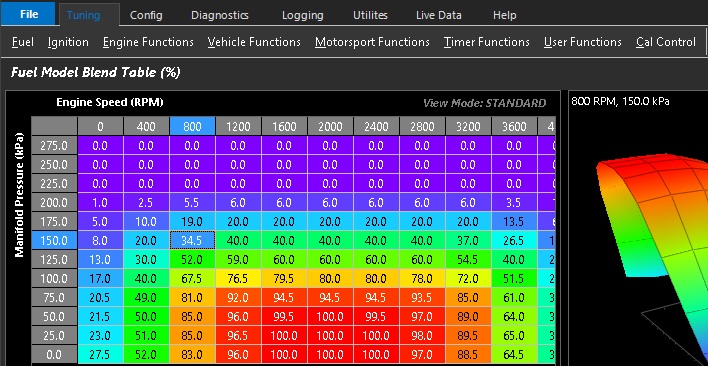 File Tuning Config Diagnostics Logging Utilites Live Data Help
Fuel Ignition Engine Functions Vehicle Functions Motorsport Functions Timer Functions User Functions Cal Control
Fuel Model Blend Table (%)
Engine Speed (RPM) View Mode: STANDARD
800 RPM, 150.0 kPa
Manifold Pressure (kPa)
0 400 800 1200 1600 2000 2400 2800 3200 3600 4
275.0 0.0 0.0 0.0 0.0 0.0 0.0 0.0 0.0 0.0 0.0
250.0 0.0 0.0 0.0 0.0 0.0 0.0 0.0 0.0 0.0 0.0
225.0 0.0 0.0 0.0 0.0 0.0 0.0 0.0 0.0 0.0 0.0
200.0 1.0 2.5 5.5 6.0 6.0 6.0 6.0 6.0 6.0 3.5
175.0 5.0 10.0 19.0 20.0 20.0 20.0 20.0 20.0 20.0 13.5
150.0 8.0 20.0 34.5 40.0 40.0 40.0 40.0 40.0 37.0 26.5
125.0 13.0 30.0 52.0 59.0 60.0 60.0 60.0 60.0 54.5 40.0
100.0 17.0 40.0 67.5 76.5 79.5 80.0 80.0 78.0 72.0 51.5
75.0 20.5 49.0 81.0 92.0 94.5 94.5 94.5 93.5 85.0 61.0
50.0 21.5 50.0 85.0 96.0 99.5 100.0 99.5 97.0 89.0 64.0
25.0 23.0 51.0 85.0 96.5 100.0 100.0 100.0 98.0 89.5 65.0
0.0 27.5 52.0 83.0 96.0 100.0 100.0 100.0 97.0 88.5 64.5